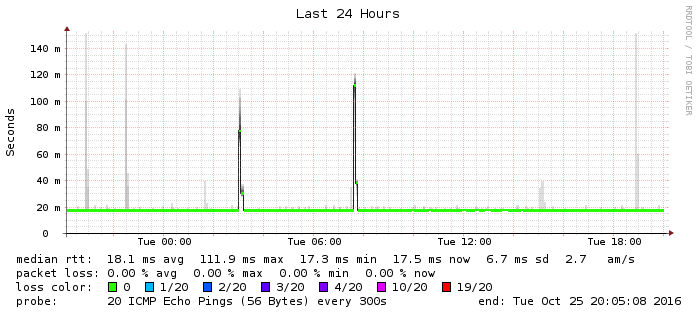 Last 24 Hours
RRDTOOL / TOBI OETIKER
Seconds
140 m
120 m
100 m
80 m
60 m
40 m
20 m
0
Tue 00:00 Tue 06:00 Tue 12:00 Tue 18:00
median rtt: 18.1 ms avg 111.9 ms max 17.3 ms min 17.5 ms now 6.7 ms sd 2.7 am/s
packet loss: 0.00 % avg 0.00 % max 0.00 % min 0.00 % now
loss color: 0 1/20 2/20 3/20 4/20 10/20 19/20
probe: 20 ICMP Echo Pings (56 Bytes) every 300s end: Tue Oct 25 20:05:08 2016